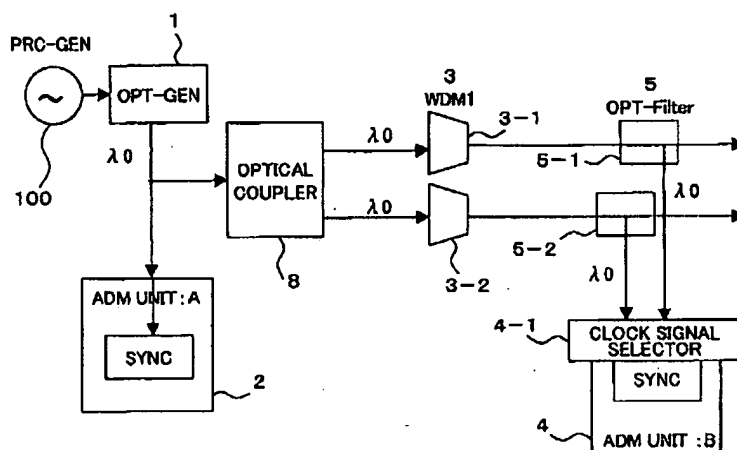 1
PRC-GEN
~
OPT-GEN
100
λ0
OPTICAL
COUPLER
8
λ0
λ0
3
WDM1
3-1
3-2
5
OPT-Filter
5-1
5-2
λ0
λ0
ADM UNIT : A
SYNC
2
4-1
CLOCK SIGNAL
SELECTOR
SYNC
4
ADM UNIT : B